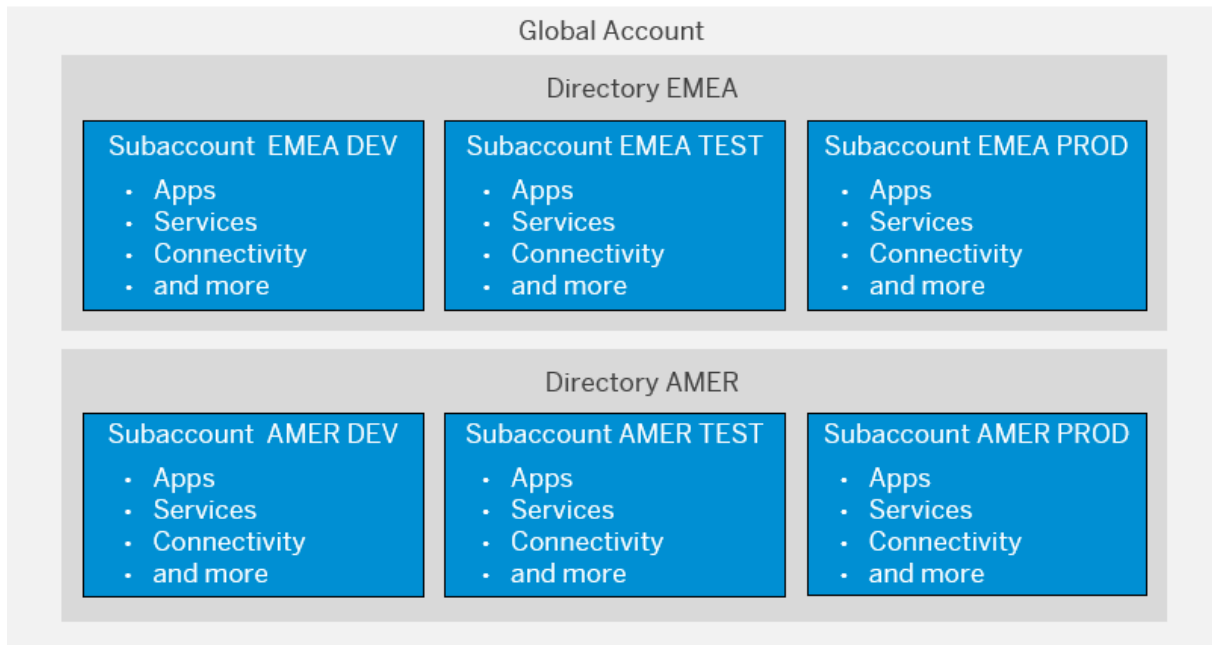 Global Account
Directory EMEA
Subaccount EMEA DEV
• Apps
• Services
• Connectivity
• and more
Subaccount EMEA TEST
• Apps
• Services
• Connectivity
• and more
Subaccount EMEA PROD
• Apps
• Services
• Connectivity
• and more
Directory AMER
Subaccount AMER DEV
• Apps
• Services
• Connectivity
• and more
Subaccount AMER TEST
• Apps
• Services
• Connectivity
• and more
Subaccount AMER PROD
• Apps
• Services
• Connectivity
• and more